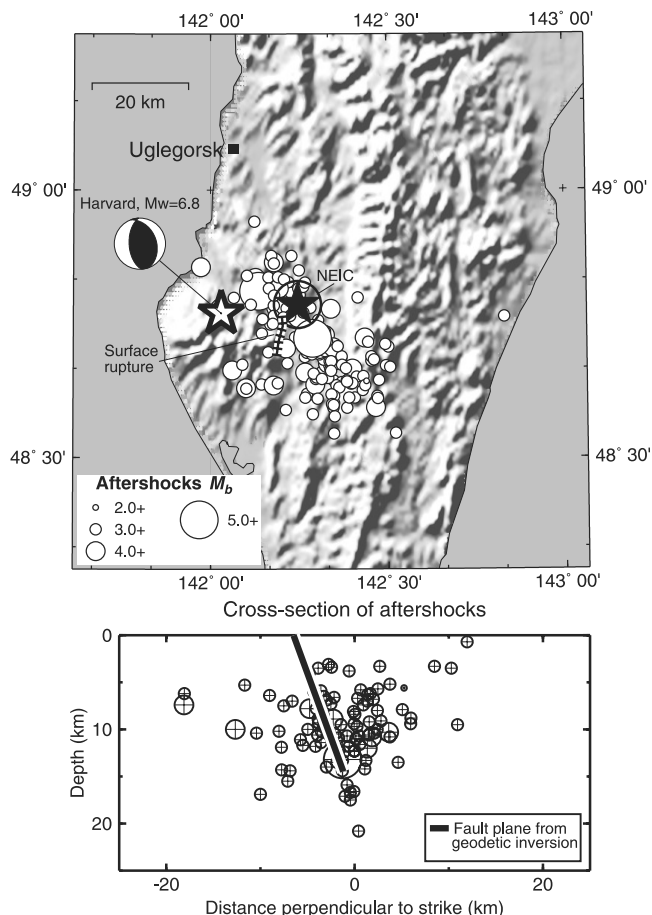 142˚ 00'
142˚ 30'
143˚ 00'
20 km
Uglegorsk
49˚ 00'
49˚ 00'
Harvard, Mw=6.8
NEIC
Surface
rupture
48˚ 30'
48˚ 30'
Aftershocks Mb
2.0+
3.0+
4.0+
5.0+
142˚ 00'
142˚ 30'
143˚ 00'
Cross-section of aftershocks
0
10
20
Depth (km)
Fault plane from
geodetic inversion
-20
0
20
Distance perpendicular to strike (km)